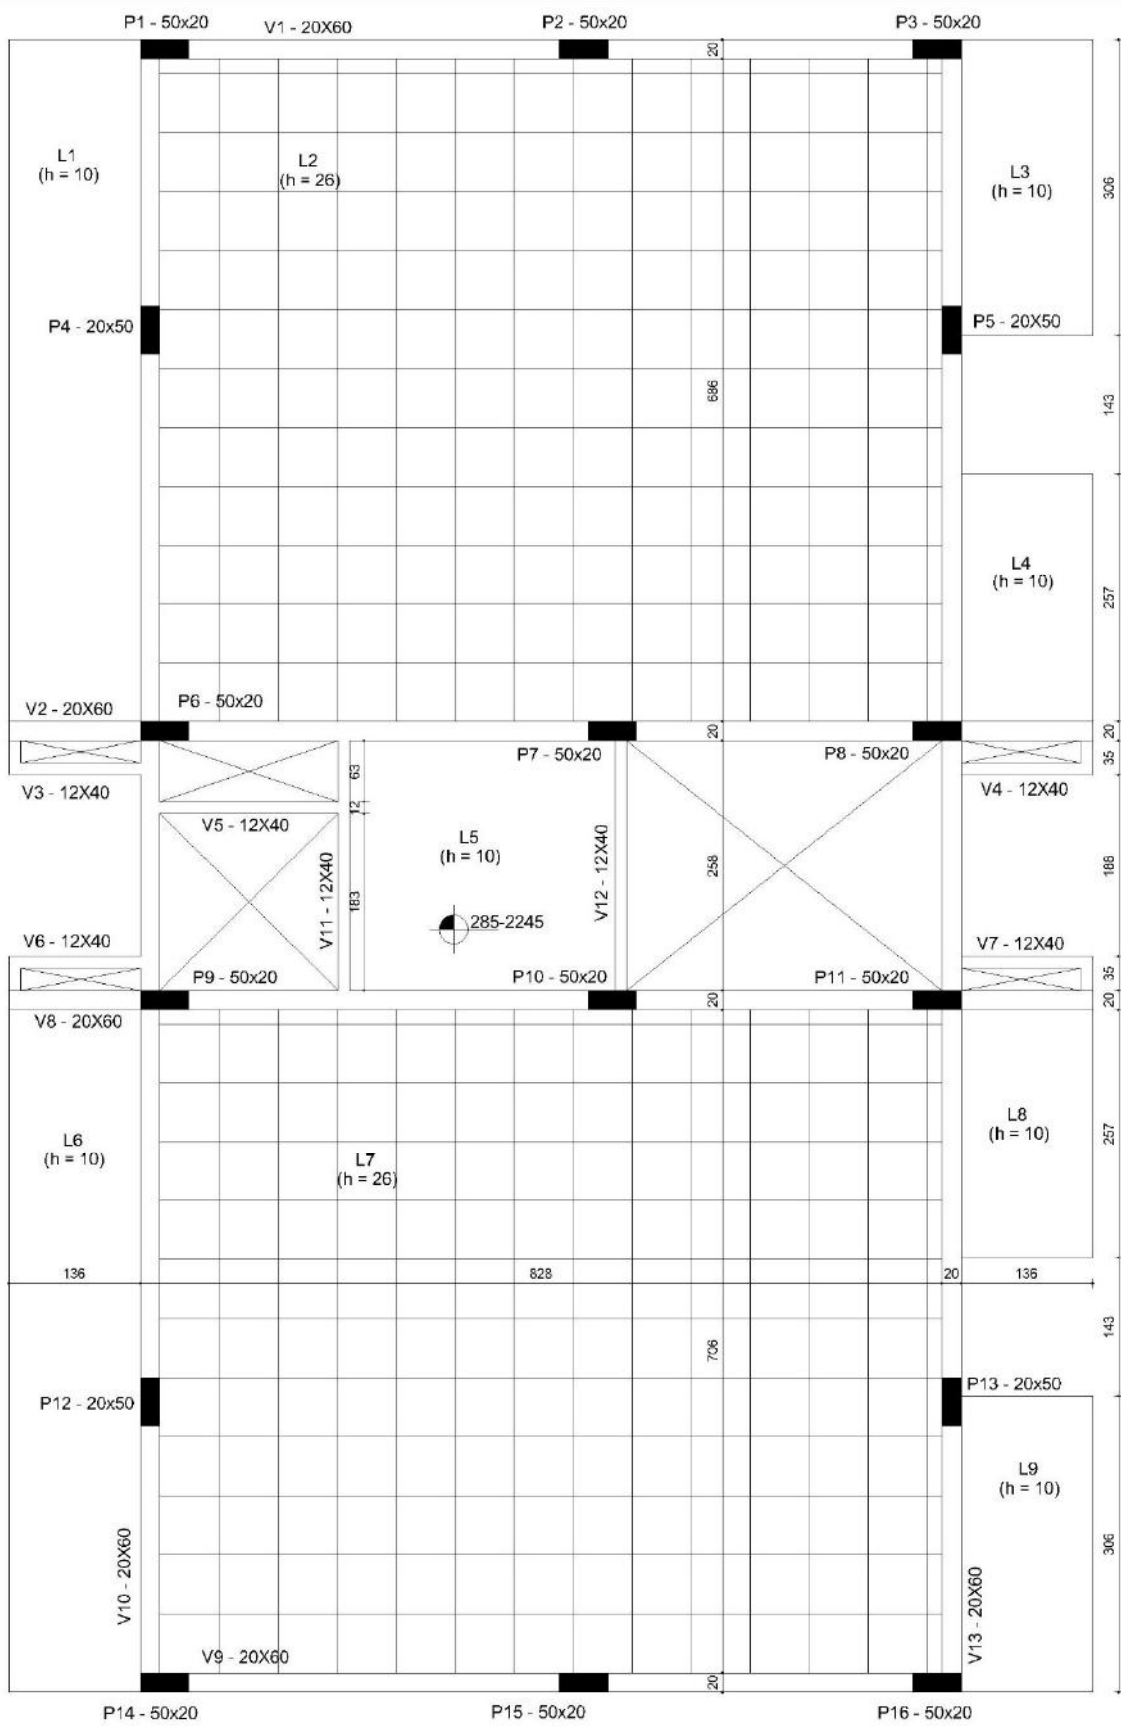 P1 - 50x20
V1 - 20X60
P2 - 50x20
P3 - 50x20
20
L1
(h = 10)
L2
(h = 26)
L3
(h = 10)
306
P4 - 20x50
P5 - 20X50
686
143
L4
(h = 10)
257
V2 - 20X60
P6 - 50x20
P7 - 50x20
20
P8 - 50x20
20
35
V3 - 12X40
63
V4 - 12X40
12
V5 - 12X40
L5
(h = 10)
V11 - 12X40
183
V12 - 12X40
258
188
285-2245
V6 - 12X40
V7 - 12X40
P9 - 50x20
P10 - 50x20
P11 - 50x20
35
20
20
V8 - 20X60
L6
(h = 10)
L7
(h = 26)
L8
(h = 10)
257
136
828
20
136
706
143
P12 - 20x50
P13 - 20x50
L9
(h = 10)
306
V10 - 20X60
V13 - 20X60
V9 - 20X60
20
P14 - 50x20
P15 - 50x20
P16 - 50x20